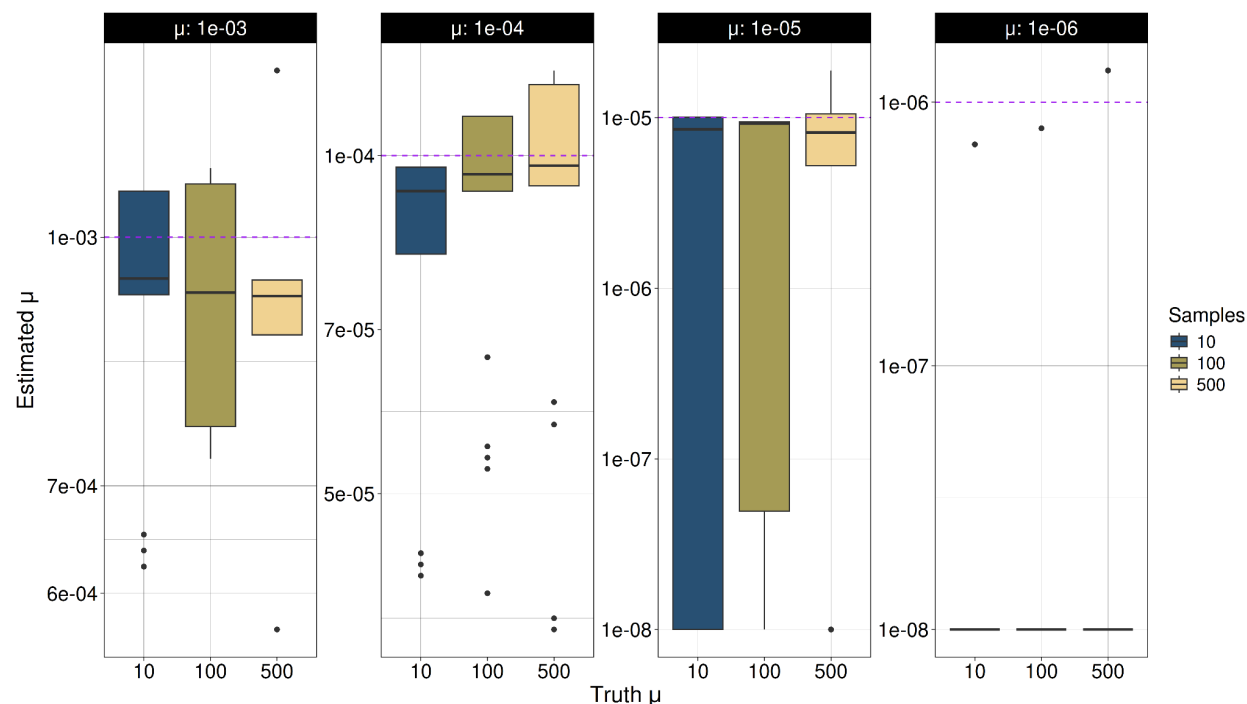 μ: 1e-03
μ: 1e-04
μ: 1e-05
μ: 1e-06
Estimated μ
1e-03
7e-04
6e-04
1e-04
7e-05
5e-05
1e-05
1e-06
1e-07
1e-08
1e-06
1e-07
1e-08
10 100 500
10 100 500
10 100 500
10 100 500
Truth μ
Samples
10
100
500